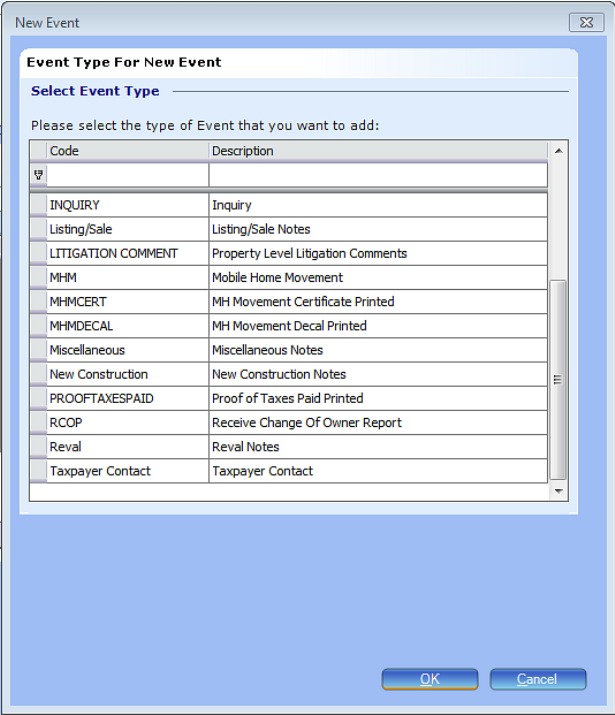 New Event
Event Type For New Event
Select Event Type
Please select the type of Event that you want to add:
Code Description
INQUIRY Inquiry
Listing/Sale Listing/Sale Notes
LITIGATION COMMENT Property Level Litigation Comments
MHM Mobile Home Movement
MHMCERT MH Movement Certificate Printed
MHMDECAL MH Movement Decal Printed
Miscellaneous Miscellaneous Notes
New Construction New Construction Notes
PROOFTAXESPAID Proof of Taxes Paid Printed
RCOP Receive Change Of Owner Report
Reval Reval Notes
Taxpayer Contact Taxpayer Contact
OK Cancel